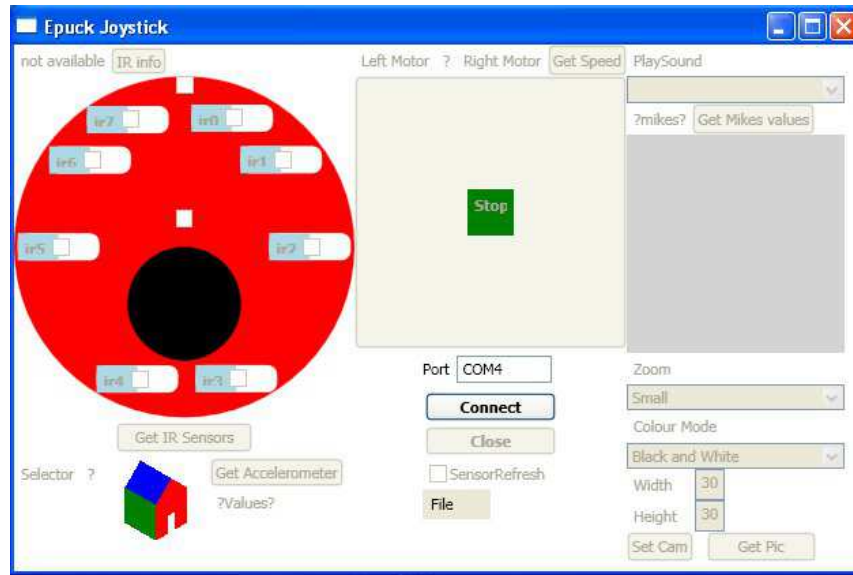 Epuck Joystick
not available IR info
ir7 ir0
ir6 ir1
ir5 ir2
ir4 ir3
Get IR Sensors
Selector ? Get Accelerometer
?Values?
Left Motor ? Right Motor Get Speed
Stop
Port COM4
Connect
Close
SensorRefresh
File
PlaySound
?mikes? Get Mikes values
Zoom
Small
Colour Mode
Black and White
Width 30
Height 30
Set Cam Get Pic